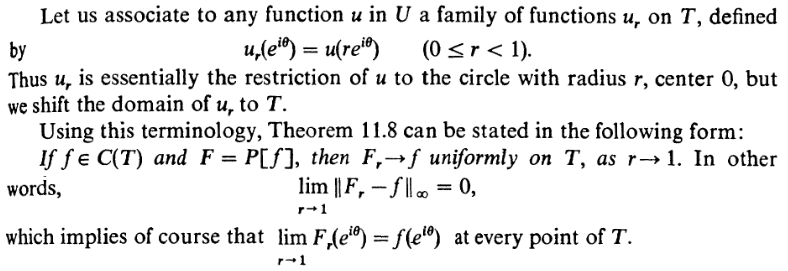 Let us associate to any function u in U a family of functions u_r on T, defined
by u_r(e^{iθ}) = u(re^{iθ}) (0 ≤ r < 1).
Thus u_r is essentially the restriction of u to the circle with radius r, center 0, but
we shift the domain of u_r to T.
Using this terminology, Theorem 11.8 can be stated in the following form:
If f ∈ C(T) and F = P[f], then F_r → f uniformly on T, as r → 1. In other
words, lim_{r→1} ‖F_r − f‖_∞ = 0,
which implies of course that lim_{r→1} F_r(e^{iθ}) = f(e^{iθ}) at every point of T.